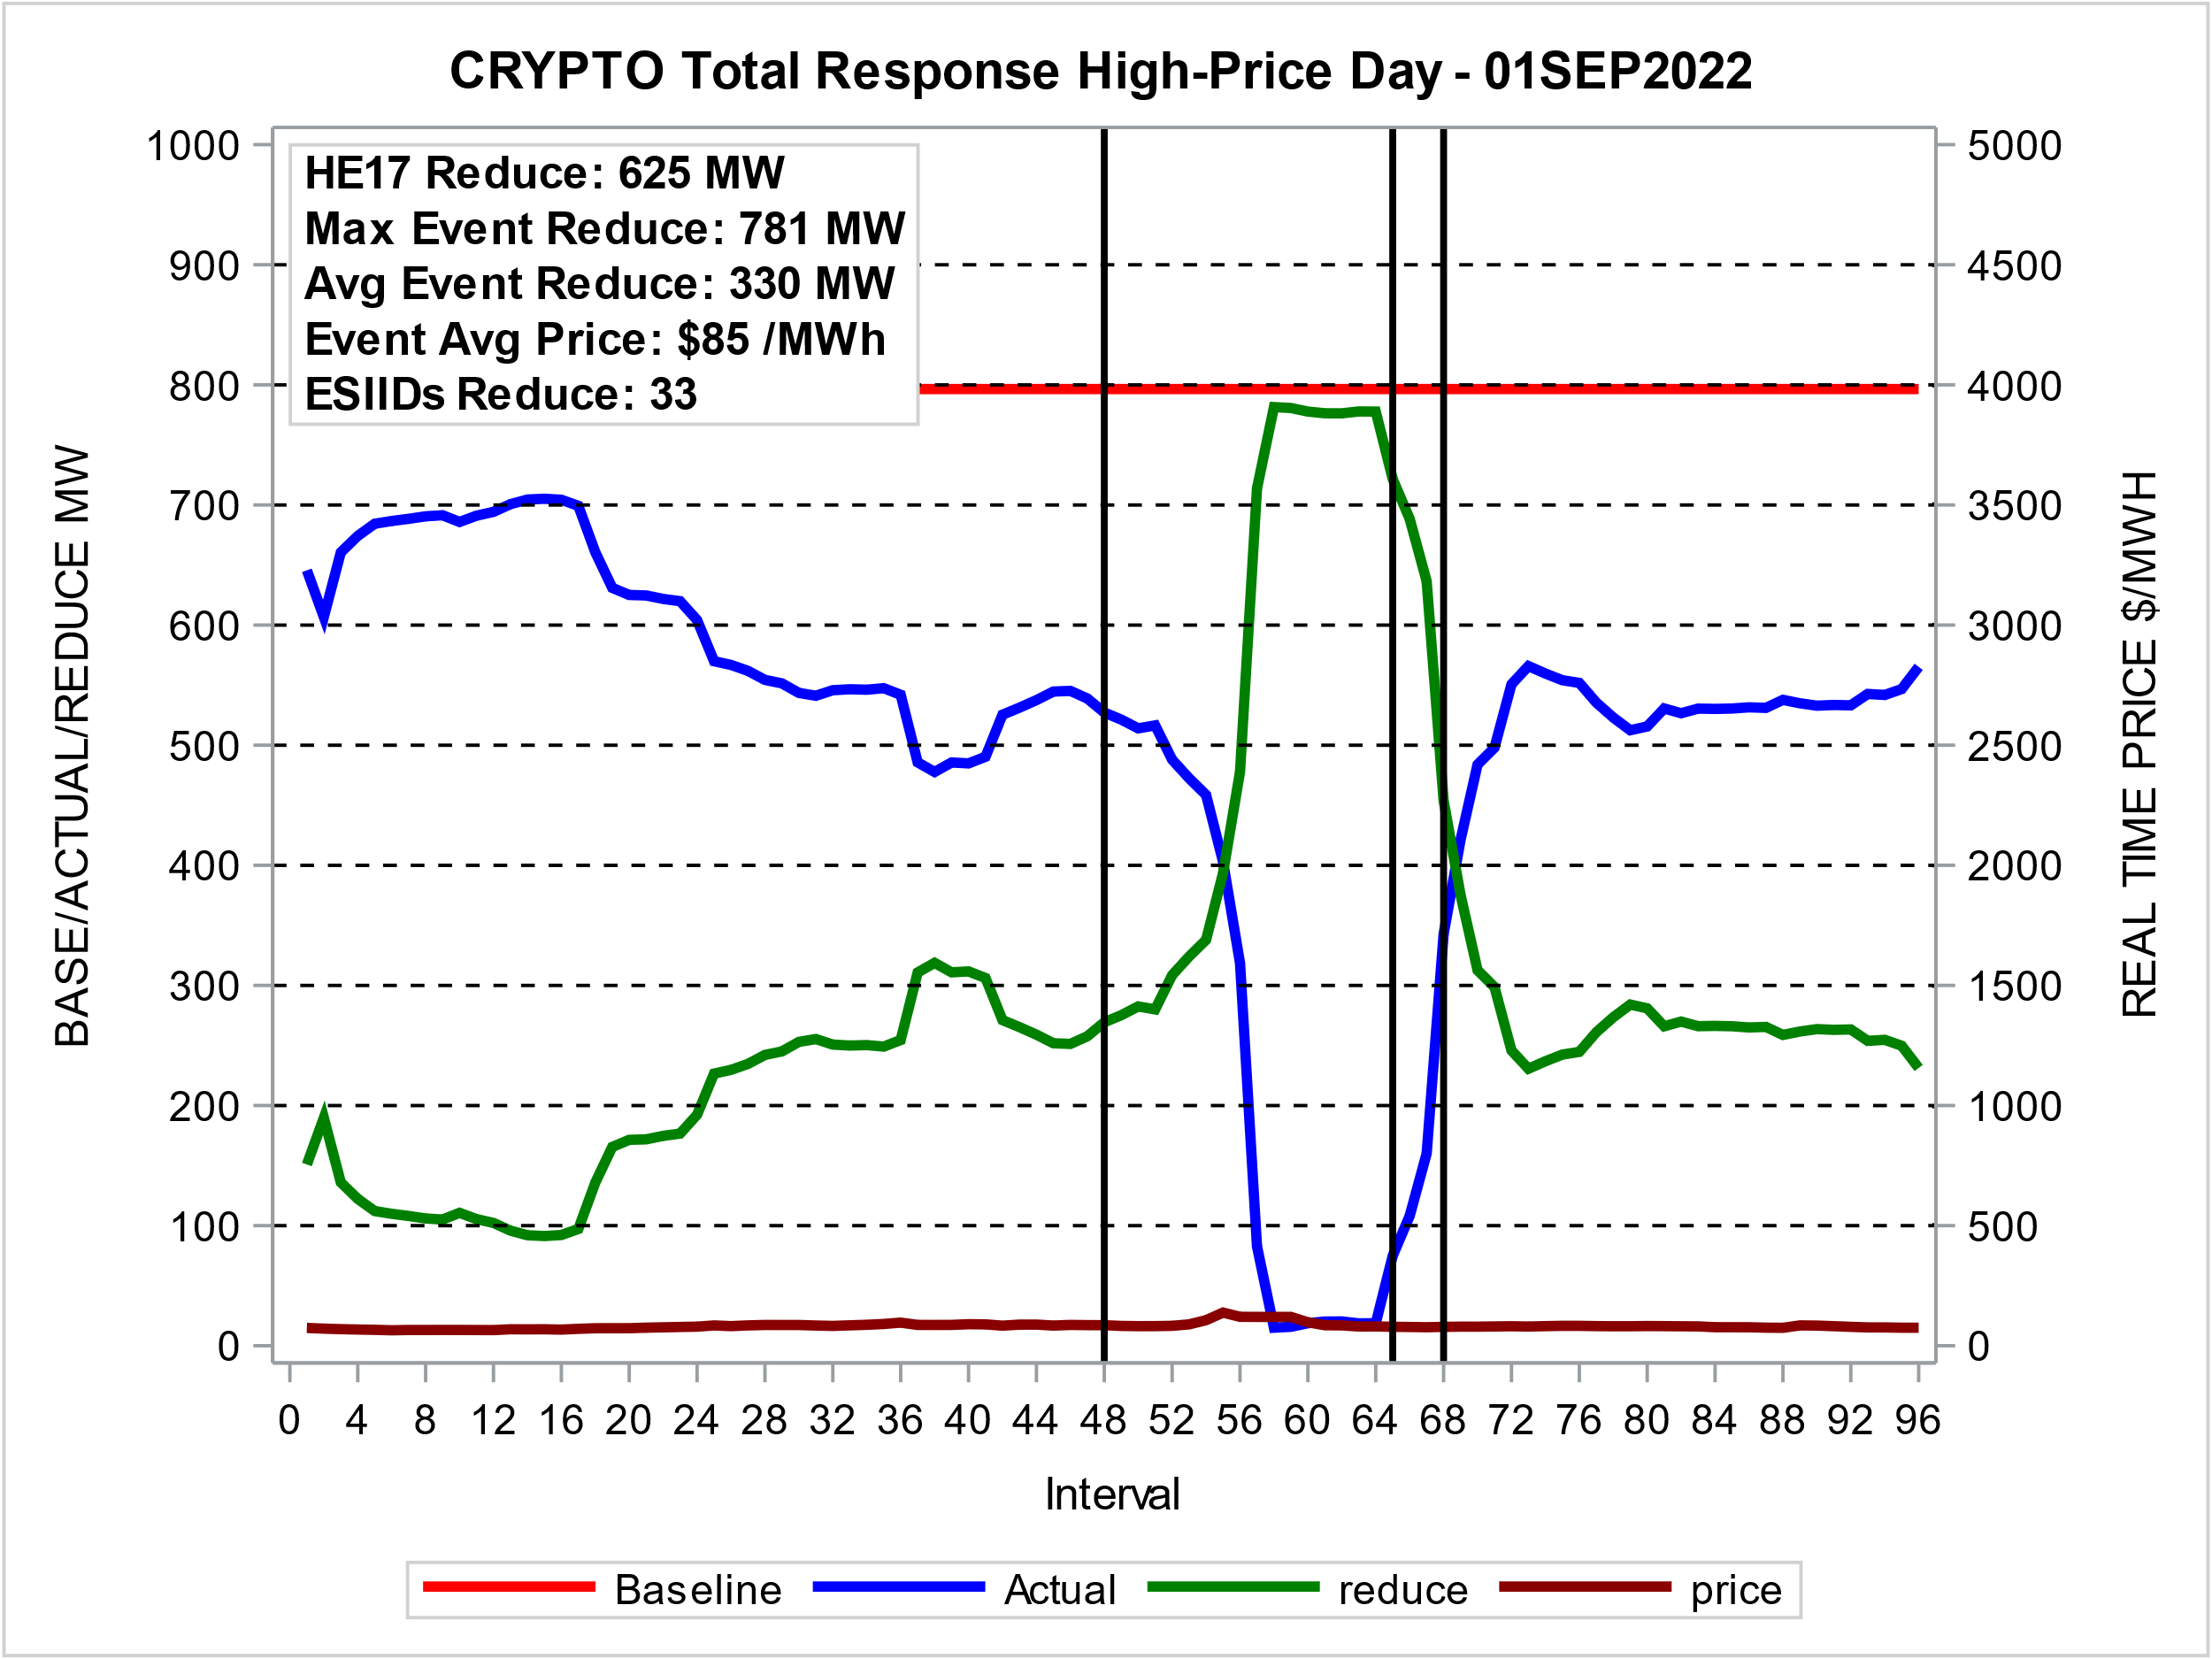 CRYPTO Total Response High-Price Day - 01SEP2022
HE17 Reduce: 625 MW
Max Event Reduce: 781 MW
Avg Event Reduce: 330 MW
Event Avg Price: $85 /MWh
ESIIDs Reduce: 33
BASE/ACTUAL/REDUCE MW
1000
900
800
700
600
500
400
300
200
100
0
REAL TIME PRICE $/MWH
5000
4500
4000
3500
3000
2500
2000
1500
1000
500
0
0 4 8 12 16 20 24 28 32 36 40 44 48 52 56 60 64 68 72 76 80 84 88 92 96
Interval
Baseline Actual reduce price